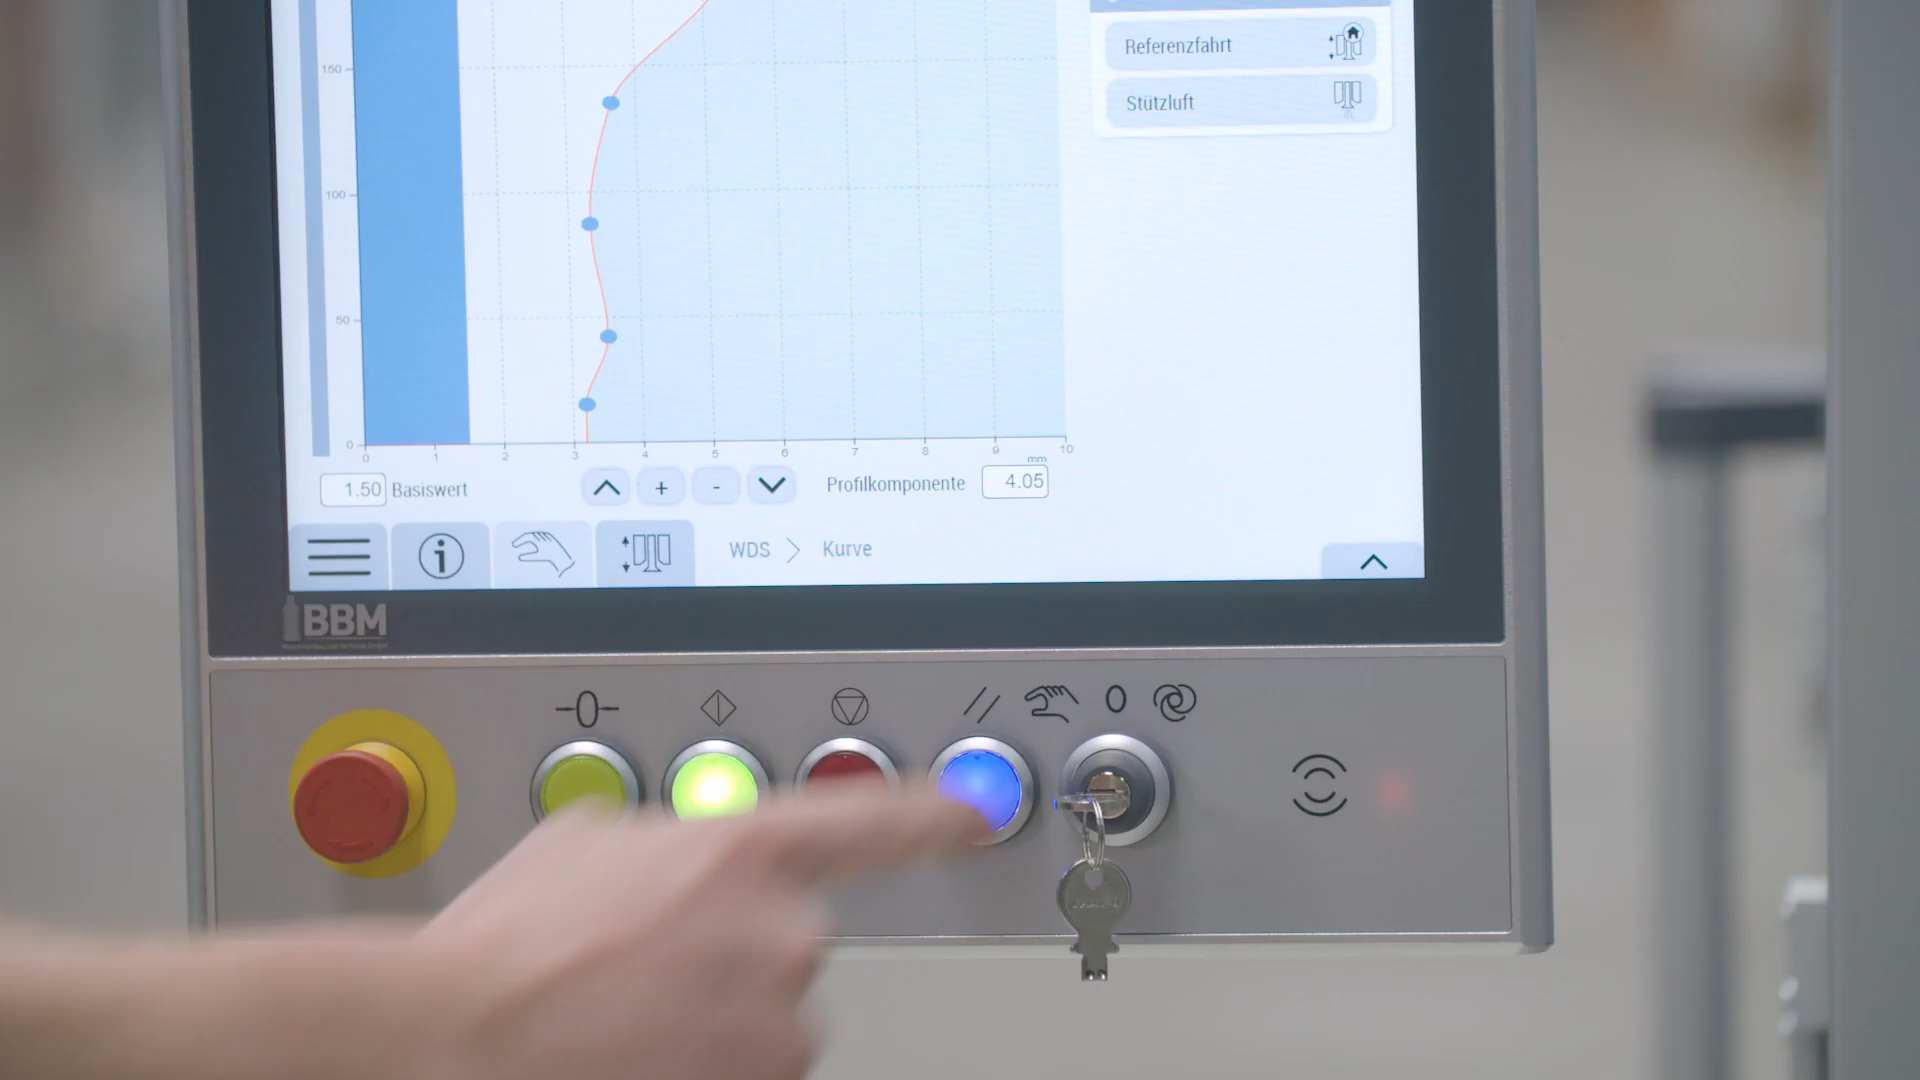 Referenzfahrt
Stützluft
150
100
50
0
0 1 2 3 4 5 6 7 8 9 10
mm
1.50 Basiswert + - Profilkomponente 4.05
WDS > Kurve
BBM
0 0